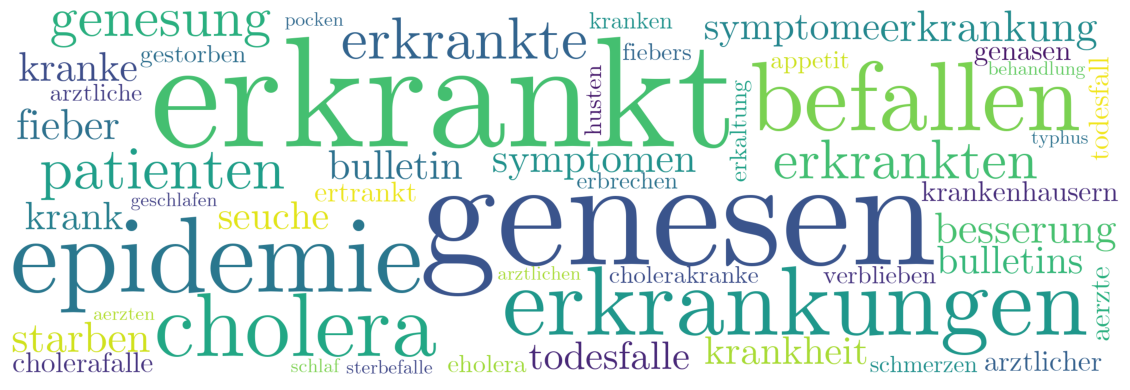 genesung
pocken
kranken
symptome
erkrankung
erkrankte
gestorben
fiebers
genasen
kranke
arztliche
erkrankt
husten
appetit
behandlung
befallen
todesfall
fieber
erkaltung
typhus
patienten
bulletin
symptomen
erkrankten
erbrechen
geschlafen
ertrankt
krankenhausern
krank
seuche
genesen
besserung
epidemie
arztlichen
cholerakranke
verblieben
bulletins
aerzte
aerzten
cholera
erkrankungen
starben
cholerafalle
schlaf
sterbefalle
eholera
todesfalle
krankheit
schmerzen
arztlicher